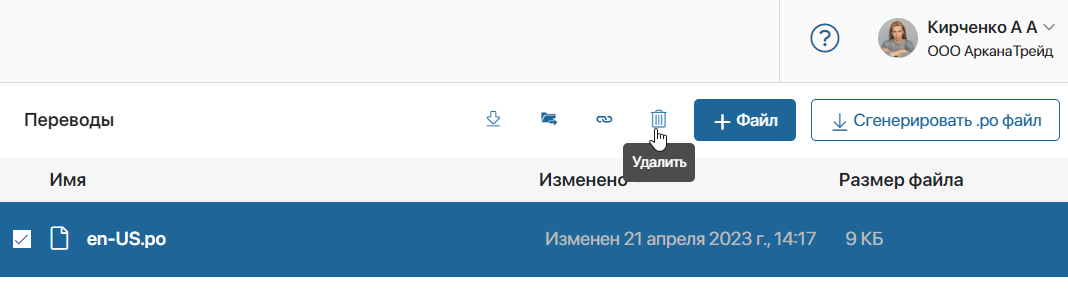 ?
Кирченко А А
ООО АрканаТрейд
Переводы
+ Файл
Сгенерировать .po файл
Удалить
Имя
Изменено
Размер файла
en-US.po
Изменен 21 апреля 2023 г., 14:17
9 КБ